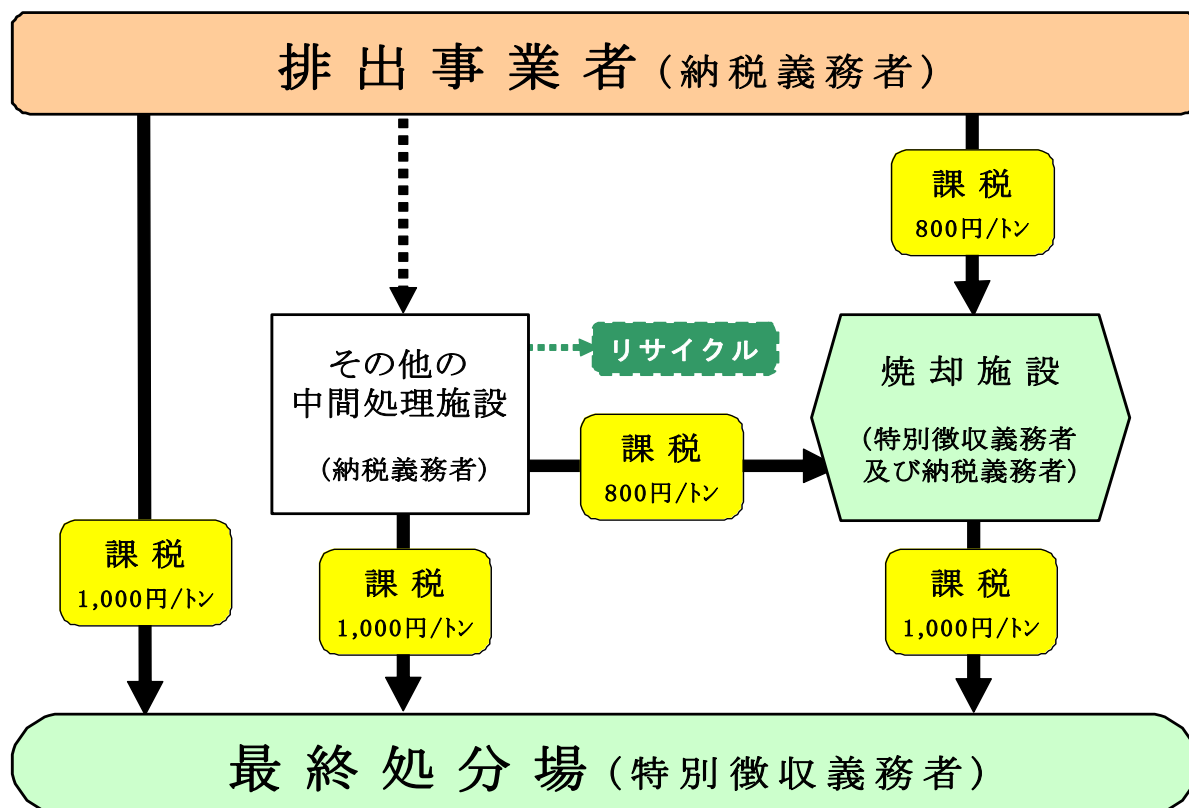 排出事業者（納税義務者）
課税
800円/トン
その他の
中間処理施設
（納税義務者）
リサイクル
焼却施設
（特別徴収義務者
及び納税義務者）
課税
800円/トン
課税
1,000円/トン
課税
1,000円/トン
課税
1,000円/トン
最終処分場（特別徴収義務者）